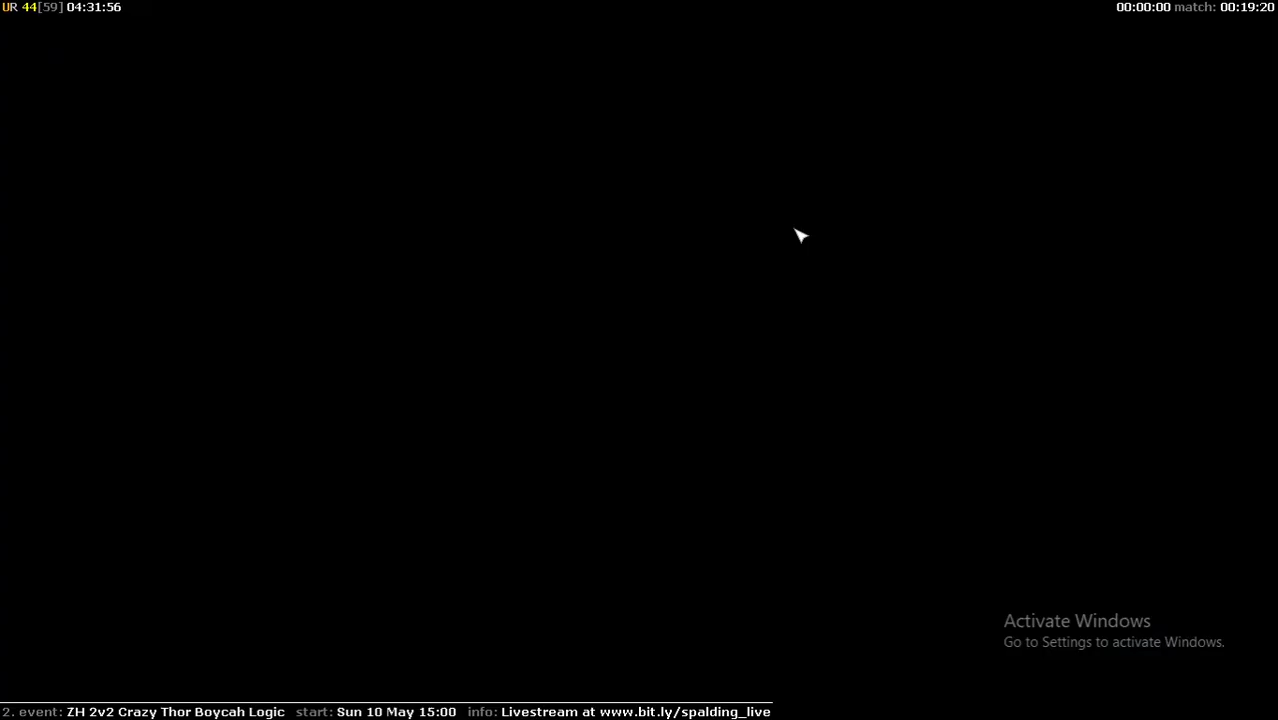 UR 44[59] 04:31:56
00:00:00 match: 00:19:20
Activate Windows
Go to Settings to activate Windows.
2. event: ZH 2v2 Crazy Thor Boycah Logic start: Sun 10 May 15:00 info: Livestream at www.bit.ly/spalding_live